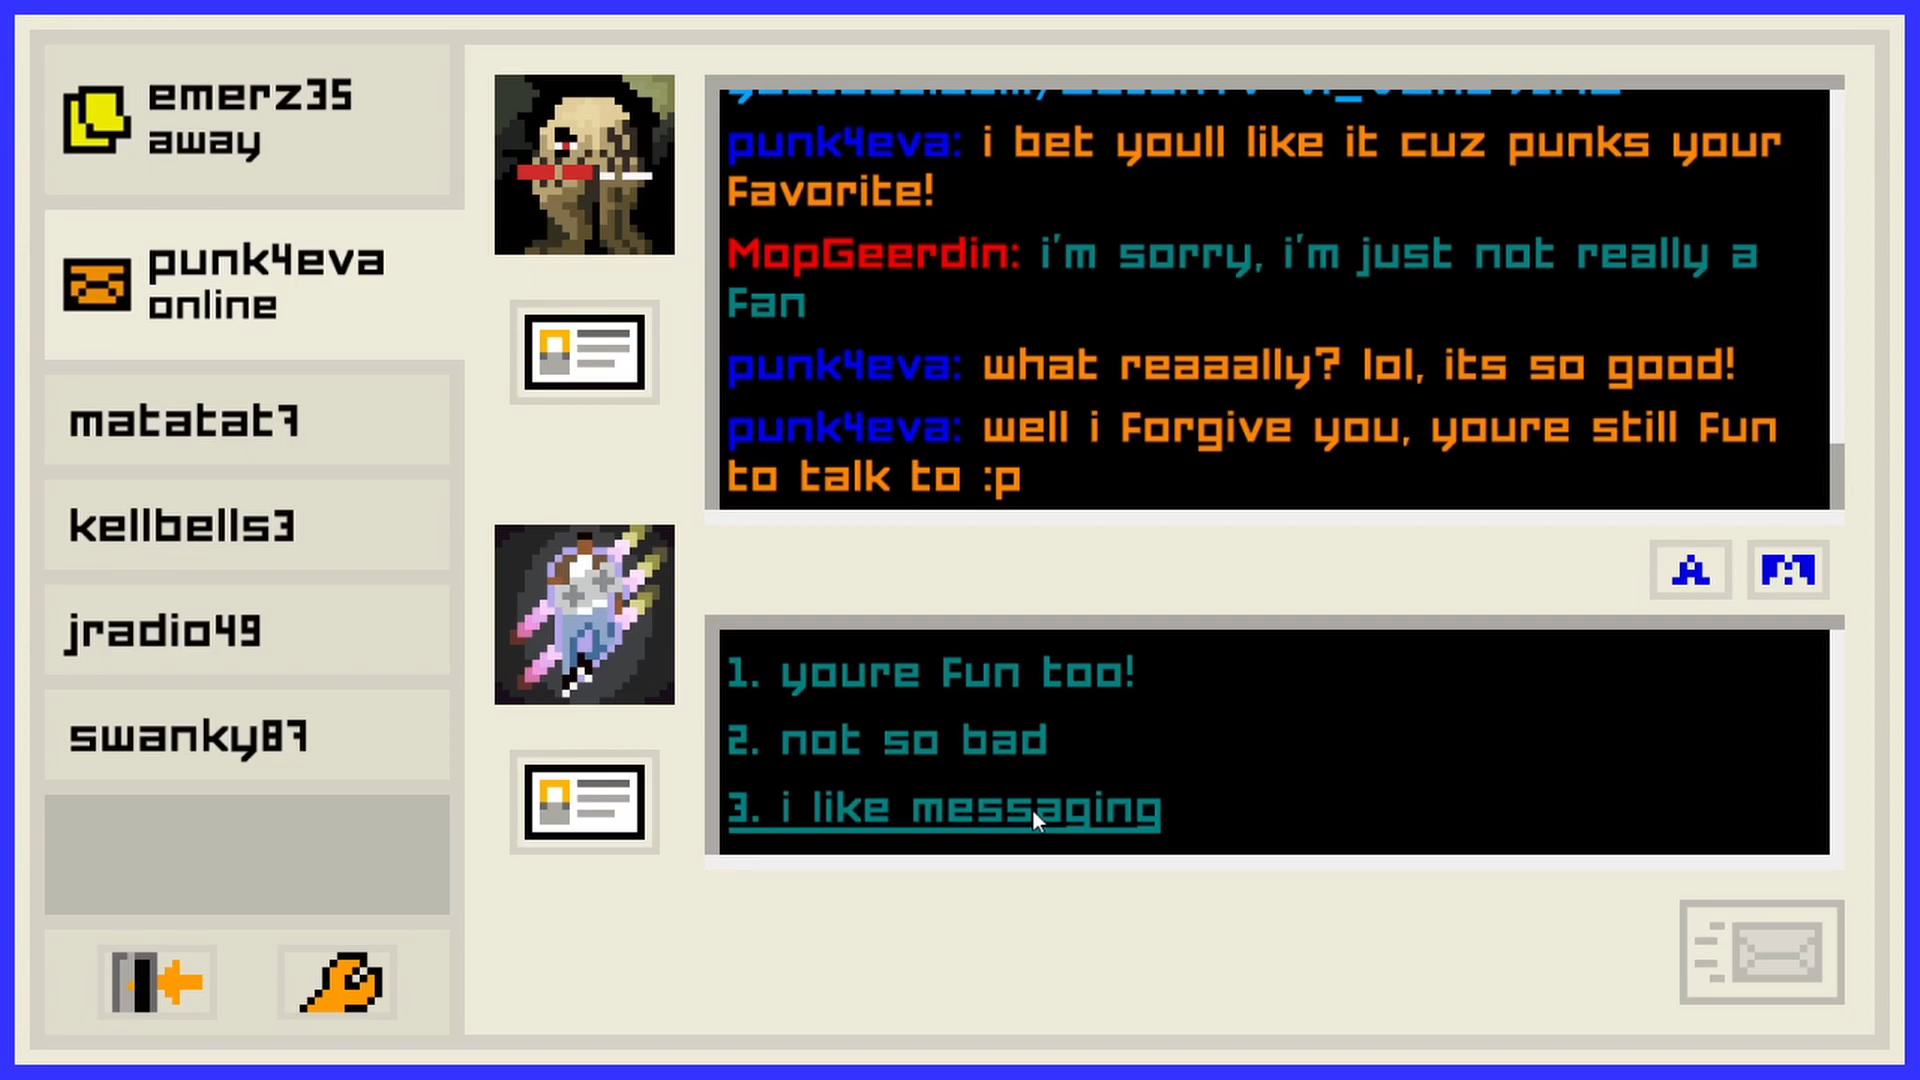 emerz35
away
punk4eva
online
matatat7
kellbells3
jradio49
swanky87
punk4eva: i bet youll like it cuz punks your
favorite!
MopGeerdin: i'm sorry, i'm just not really a
fan
punk4eva: what reaaally? lol, its so good!
punk4eva: well i forgive you, youre still fun
to talk to :p
A
1. youre fun too!
2. not so bad
3. i like messaging